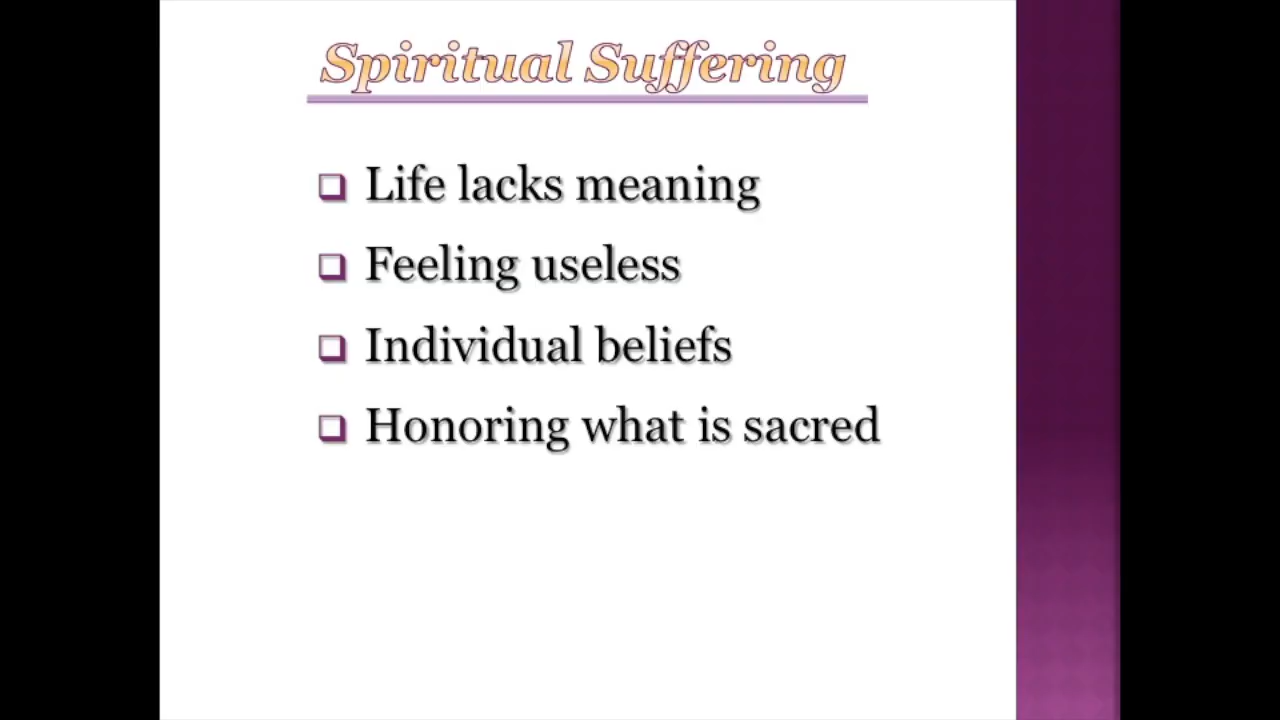 Spiritual Suffering
Life lacks meaning
Feeling useless
Individual beliefs
Honoring what is sacred